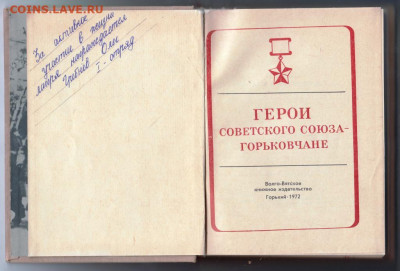 COINS.LAVE.RU
За активное
участие в жизни
лагеря награждается
Олег
I - отряд
ГЕРОИ
СОВЕТСКОГО СОЮЗА-
ГОРЬКОВЧАНЕ
Волго-Вятское
книжное издательство
Горький-1972